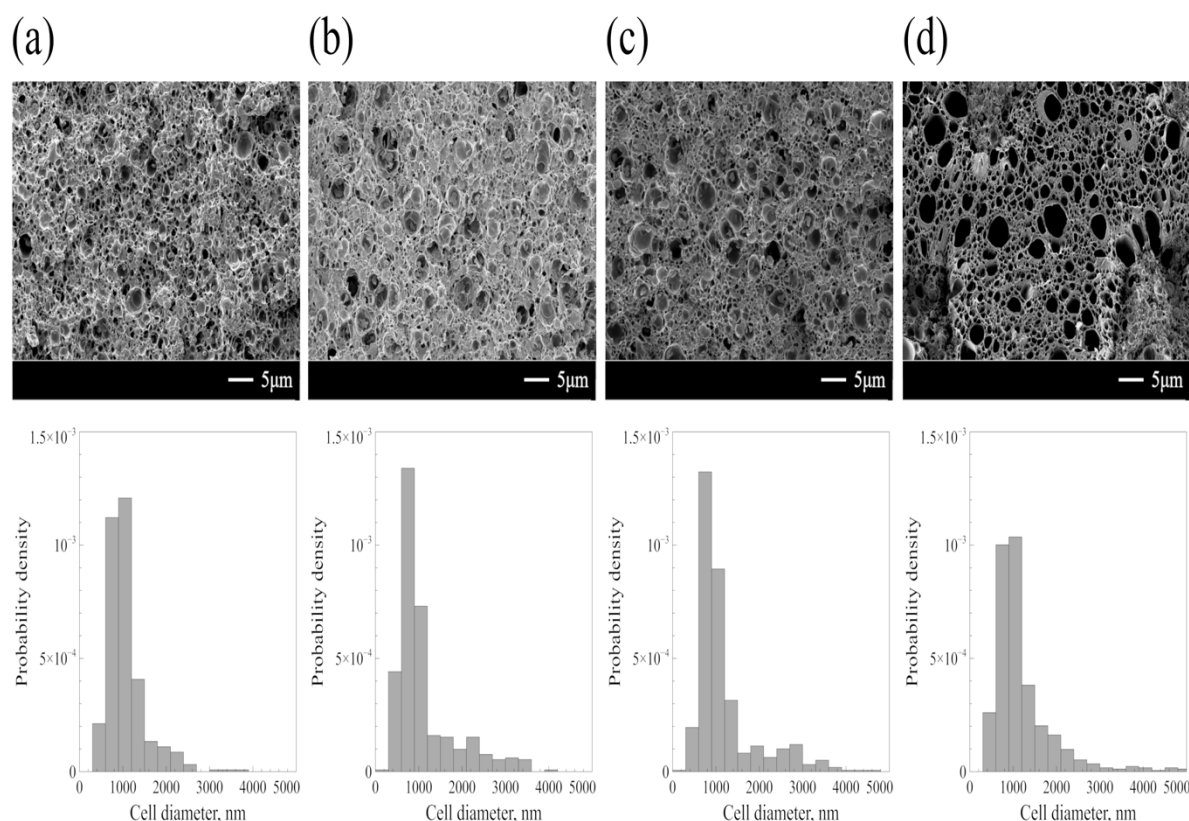 (a) (b) (c) (d)
5μm 5μm 5μm 5μm
1.5×10⁻³ 1.5×10⁻³ 1.5×10⁻³ 1.5×10⁻³
10⁻³ 10⁻³ 10⁻³ 10⁻³
5×10⁻⁴ 5×10⁻⁴ 5×10⁻⁴ 5×10⁻⁴
0 0 0 0
Probability density Probability density Probability density Probability density
0 1000 2000 3000 4000 5000 0 1000 2000 3000 4000 5000 0 1000 2000 3000 4000 5000 0 1000 2000 3000 4000 5000
Cell diameter, nm Cell diameter, nm Cell diameter, nm Cell diameter, nm